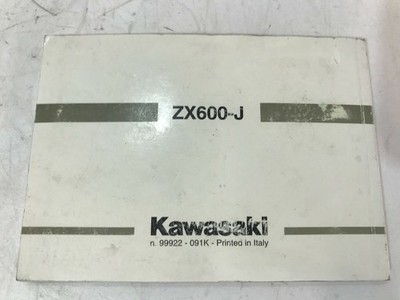 ZX600-J
Kawasaki
n. 99922 - 091K - Printed in Italy